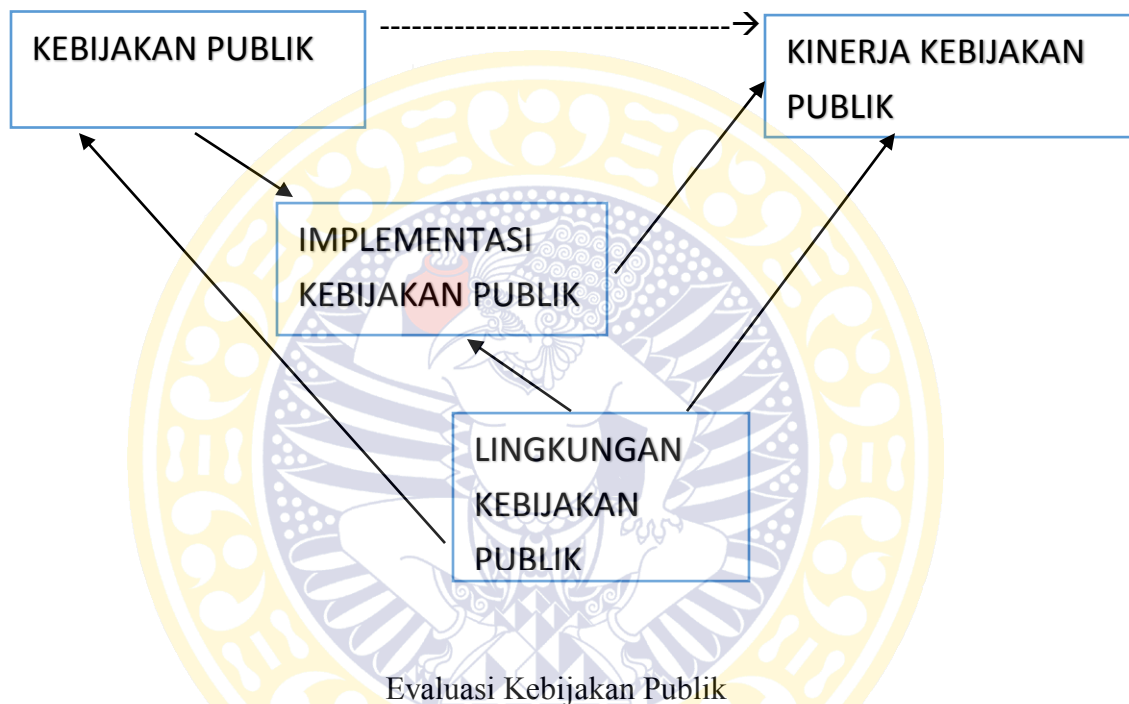 KEBIJAKAN PUBLIK
KINERJA KEBIJAKAN
PUBLIK
IMPLEMENTASI
KEBIJAKAN PUBLIK
LINGKUNGAN
KEBIJAKAN
PUBLIK
Evaluasi Kebijakan Publik